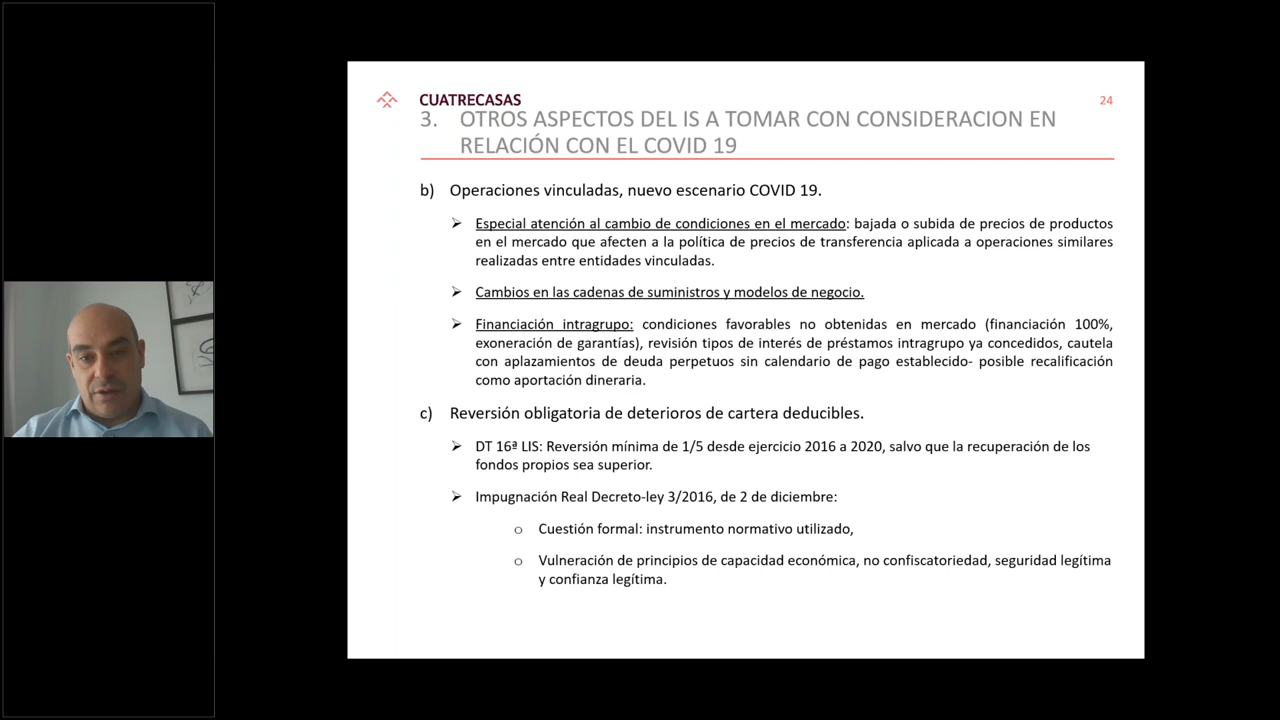 CUATRECASAS
24
3. OTROS ASPECTOS DEL IS A TOMAR CON CONSIDERACION EN
RELACIÓN CON EL COVID 19
b) Operaciones vinculadas, nuevo escenario COVID 19.
➢ Especial atención al cambio de condiciones en el mercado: bajada o subida de precios de productos
en el mercado que afecten a la política de precios de transferencia aplicada a operaciones similares
realizadas entre entidades vinculadas.
➢ Cambios en las cadenas de suministros y modelos de negocio.
➢ Financiación intragrupo: condiciones favorables no obtenidas en mercado (financiación 100%,
exoneración de garantías), revisión tipos de interés de préstamos intragrupo ya concedidos, cautela
con aplazamientos de deuda perpetuos sin calendario de pago establecido- posible recalificación
como aportación dineraria.
c) Reversión obligatoria de deterioros de cartera deducibles.
➢ DT 16ª LIS: Reversión mínima de 1/5 desde ejercicio 2016 a 2020, salvo que la recuperación de los
fondos propios sea superior.
➢ Impugnación Real Decreto-ley 3/2016, de 2 de diciembre:
o Cuestión formal: instrumento normativo utilizado,
o Vulneración de principios de capacidad económica, no confiscatoriedad, seguridad legítima
y confianza legítima.